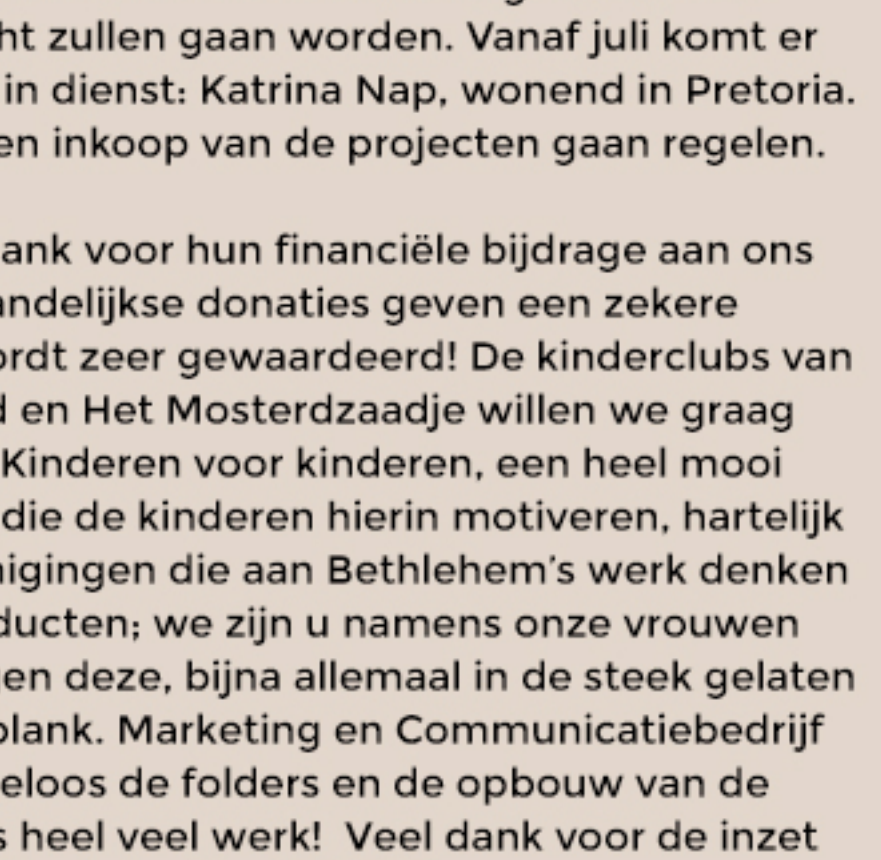 ht zullen gaan worden. Vanaf juli komt er
in dienst: Katrina Nap, wonend in Pretoria.
en inkoop van de projecten gaan regelen.
ank voor hun financiële bijdrage aan ons
andelijkse donaties geven een zekere
ordt zeer gewaardeerd! De kinderclubs van
d en Het Mosterdzaadje willen we graag
Kinderen voor kinderen, een heel mooi
die de kinderen hierin motiveren, hartelijk
nigingen die aan Bethlehem's werk denken
ducten; we zijn u namens onze vrouwen
gen deze, bijna allemaal in de steek gelaten
plank. Marketing en Communicatiebedrijf
eloos de folders en de opbouw van de
s heel veel werk!  Veel dank voor de inzet